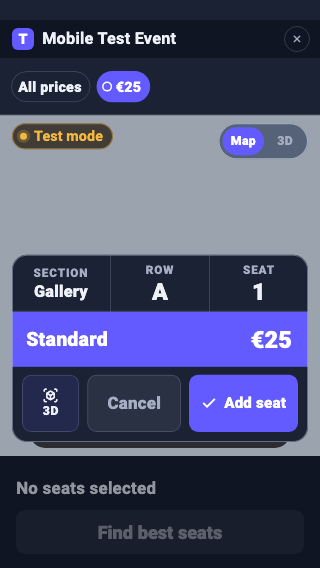 T Mobile Test Event
All prices €25
Test mode
Map 3D
SECTION ROW SEAT
Gallery A 1
Standard €25
3D Cancel Add seat
No seats selected
Find best seats